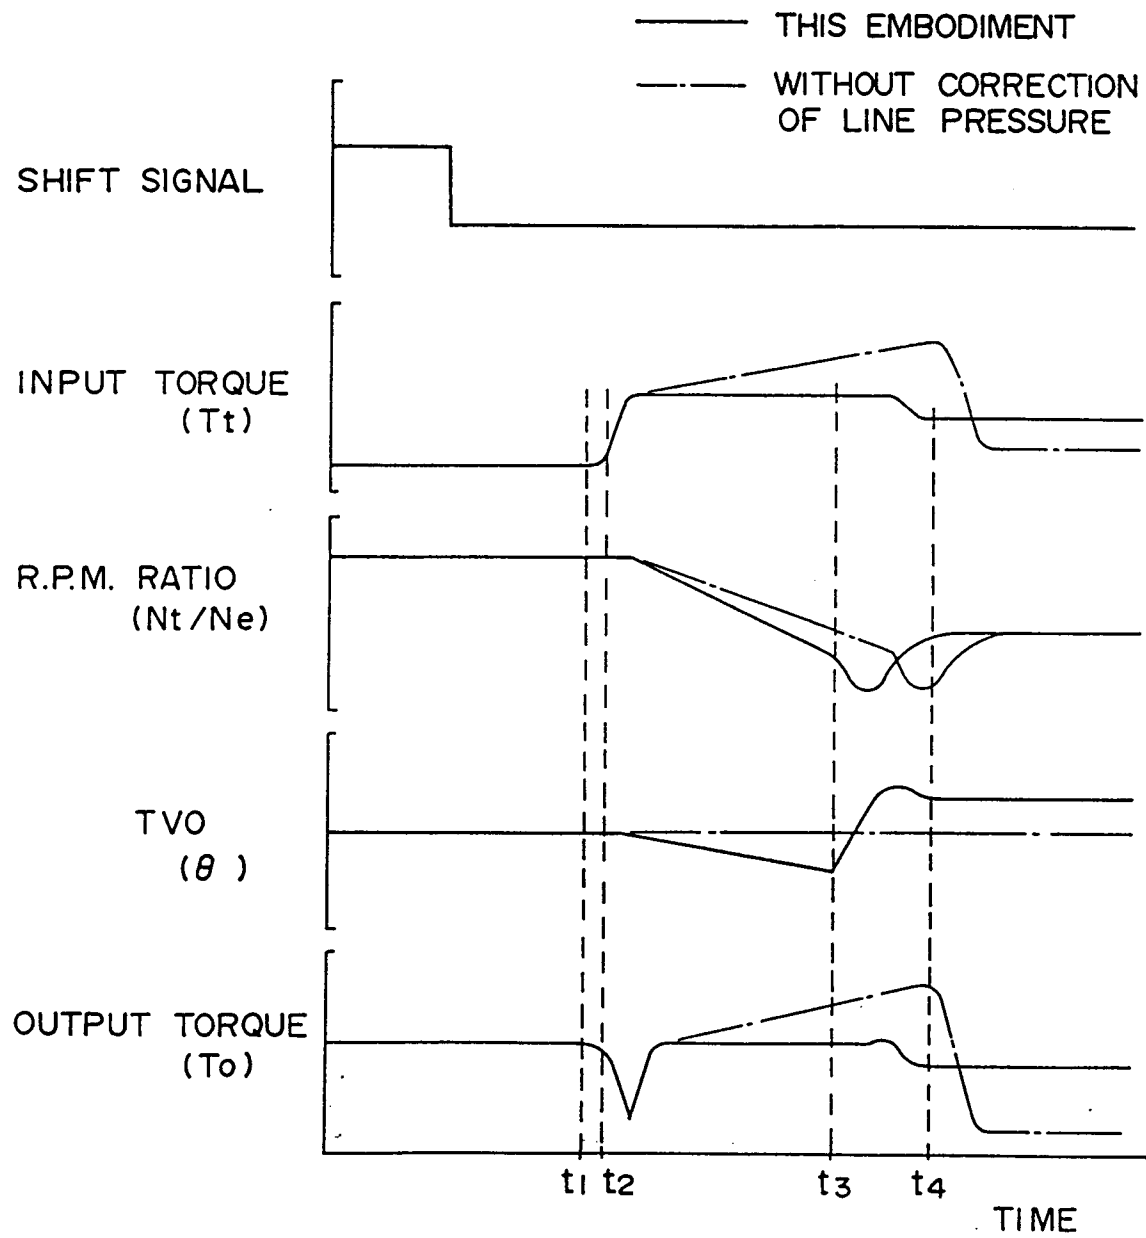 THIS EMBODIMENT
WITHOUT CORRECTION
OF LINE PRESSURE
SHIFT SIGNAL
INPUT TORQUE
(Tt)
R.P.M. RATIO
(Nt/Ne)
TVO
(θ)
OUTPUT TORQUE
(To)
t1 t2 t3 t4
TIME